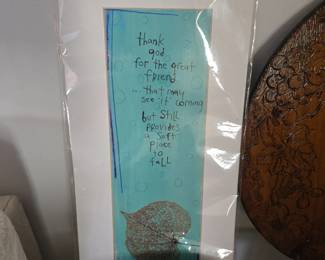 thank
god
for the great
friend
...that may
see it coming
but still
provides
a soft
place
to
fall